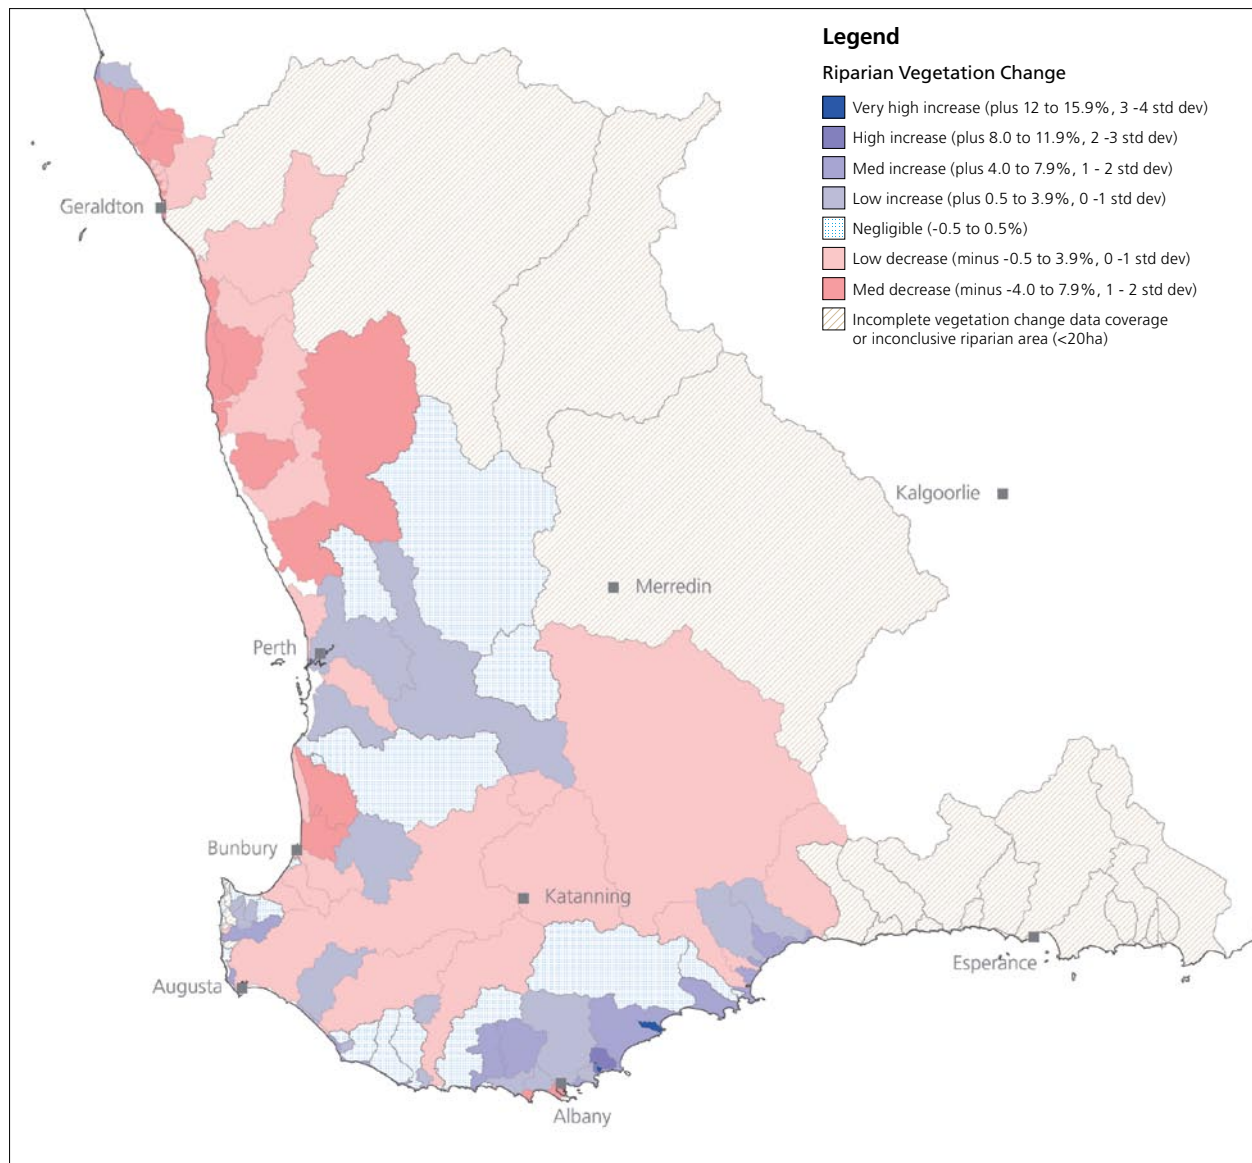 Legend
Riparian Vegetation Change
Very high increase (plus 12 to 15.9%, 3 -4 std dev)
High increase (plus 8.0 to 11.9%, 2 -3 std dev)
Med increase (plus 4.0 to 7.9%, 1 - 2 std dev)
Low increase (plus 0.5 to 3.9%, 0 -1 std dev)
Negligible (-0.5 to 0.5%)
Low decrease (minus -0.5 to 3.9%, 0 -1 std dev)
Med decrease (minus -4.0 to 7.9%, 1 - 2 std dev)
Incomplete vegetation change data coverage
or inconclusive riparian area (<20ha)
Geraldton
Kalgoorlie
Merredin
Perth
Bunbury
Katanning
Esperance
Augusta
Albany